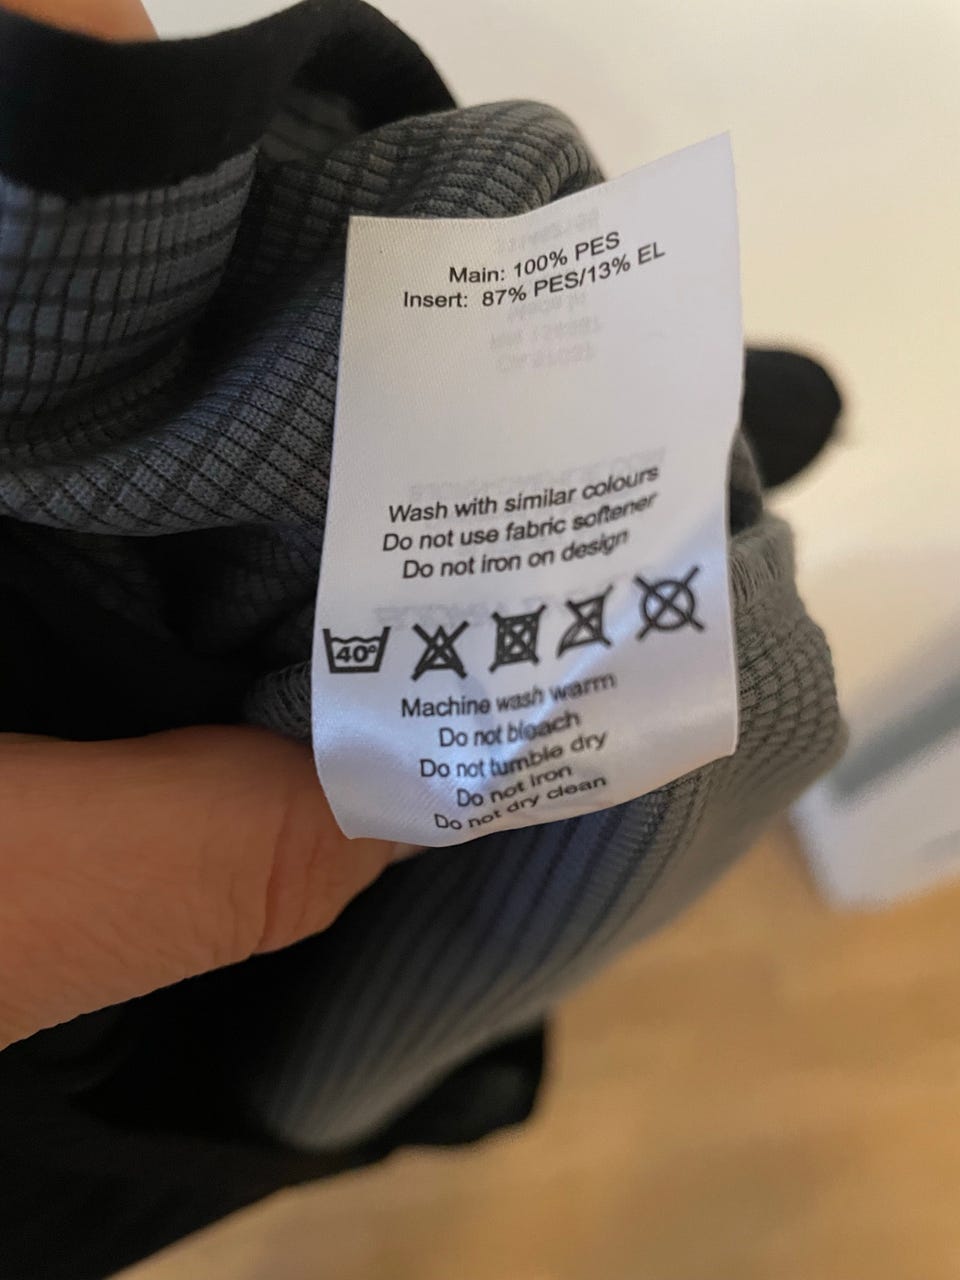 Main: 100% PES
Insert: 87% PES/13% EL
Wash with similar colours
Do not use fabric softener
Do not iron on design
40°
Machine wash warm
Do not bleach
Do not tumble dry
Do not iron
Do not dry clean